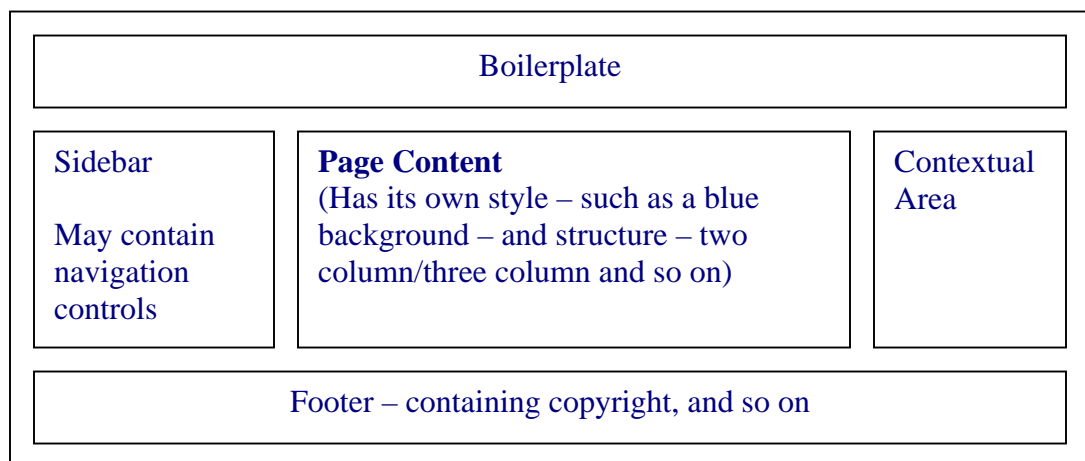 Boilerplate
Sidebar
May contain
navigation
controls
Page Content
(Has its own style – such as a blue
background – and structure – two
column/three column and so on)
Contextual
Area
Footer – containing copyright, and so on